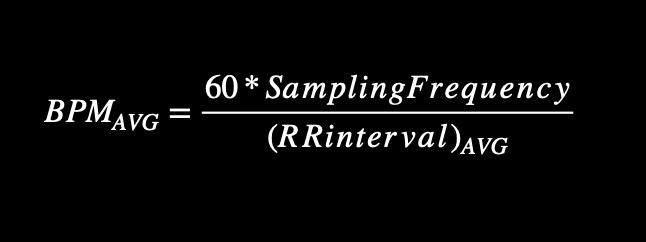 BPM_AVG = 60 * SamplingFrequency / (RRinterval)_AVG